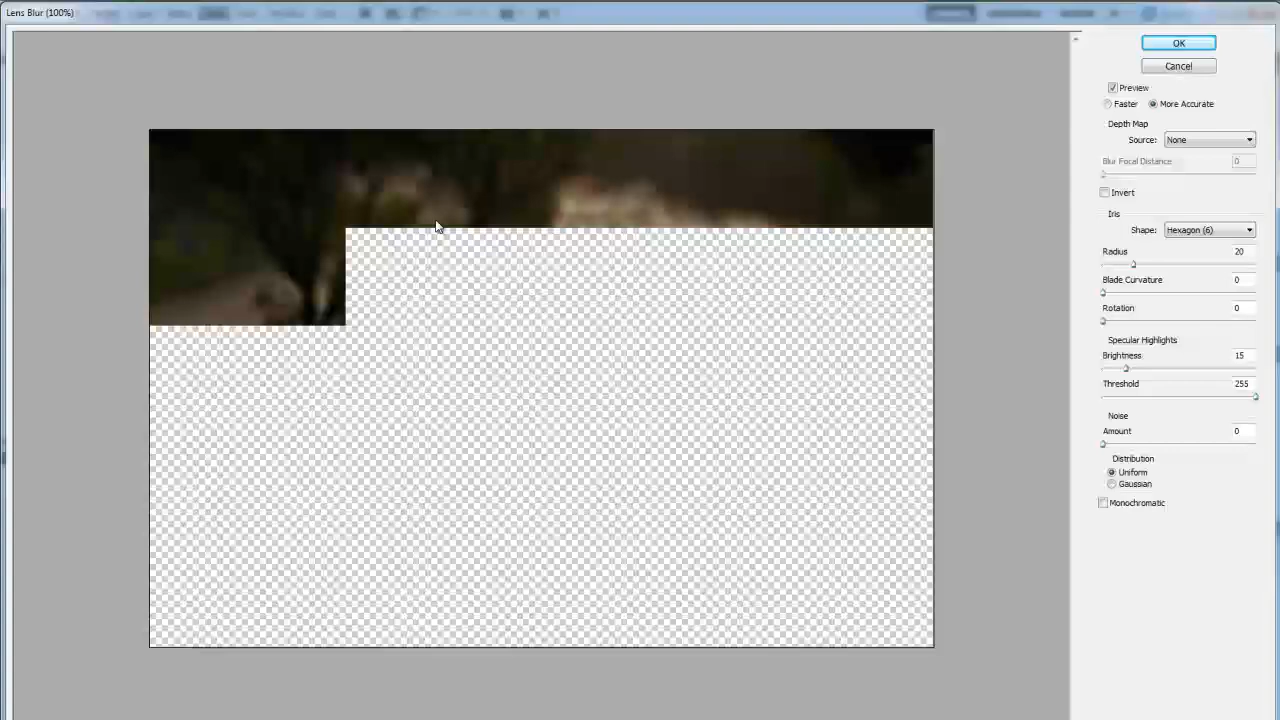 Lens Blur (100%)
OK
Cancel
Preview
Faster More Accurate
Depth Map
Source: None
Blur Focal Distance 0
Invert
Iris
Shape: Hexagon (6)
Radius 20
Blade Curvature 0
Rotation 0
Specular Highlights
Brightness 15
Threshold 255
Noise
Amount 0
Distribution
Uniform
Gaussian
Monochromatic